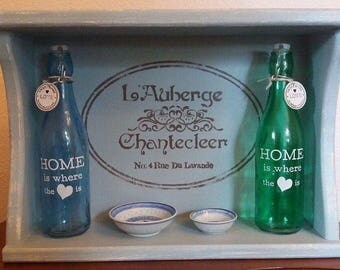 L'Auberge
Chantecleer
No: 4 Rue Du Lavande
HOME
is where
the
is
HOME
is where
the
is